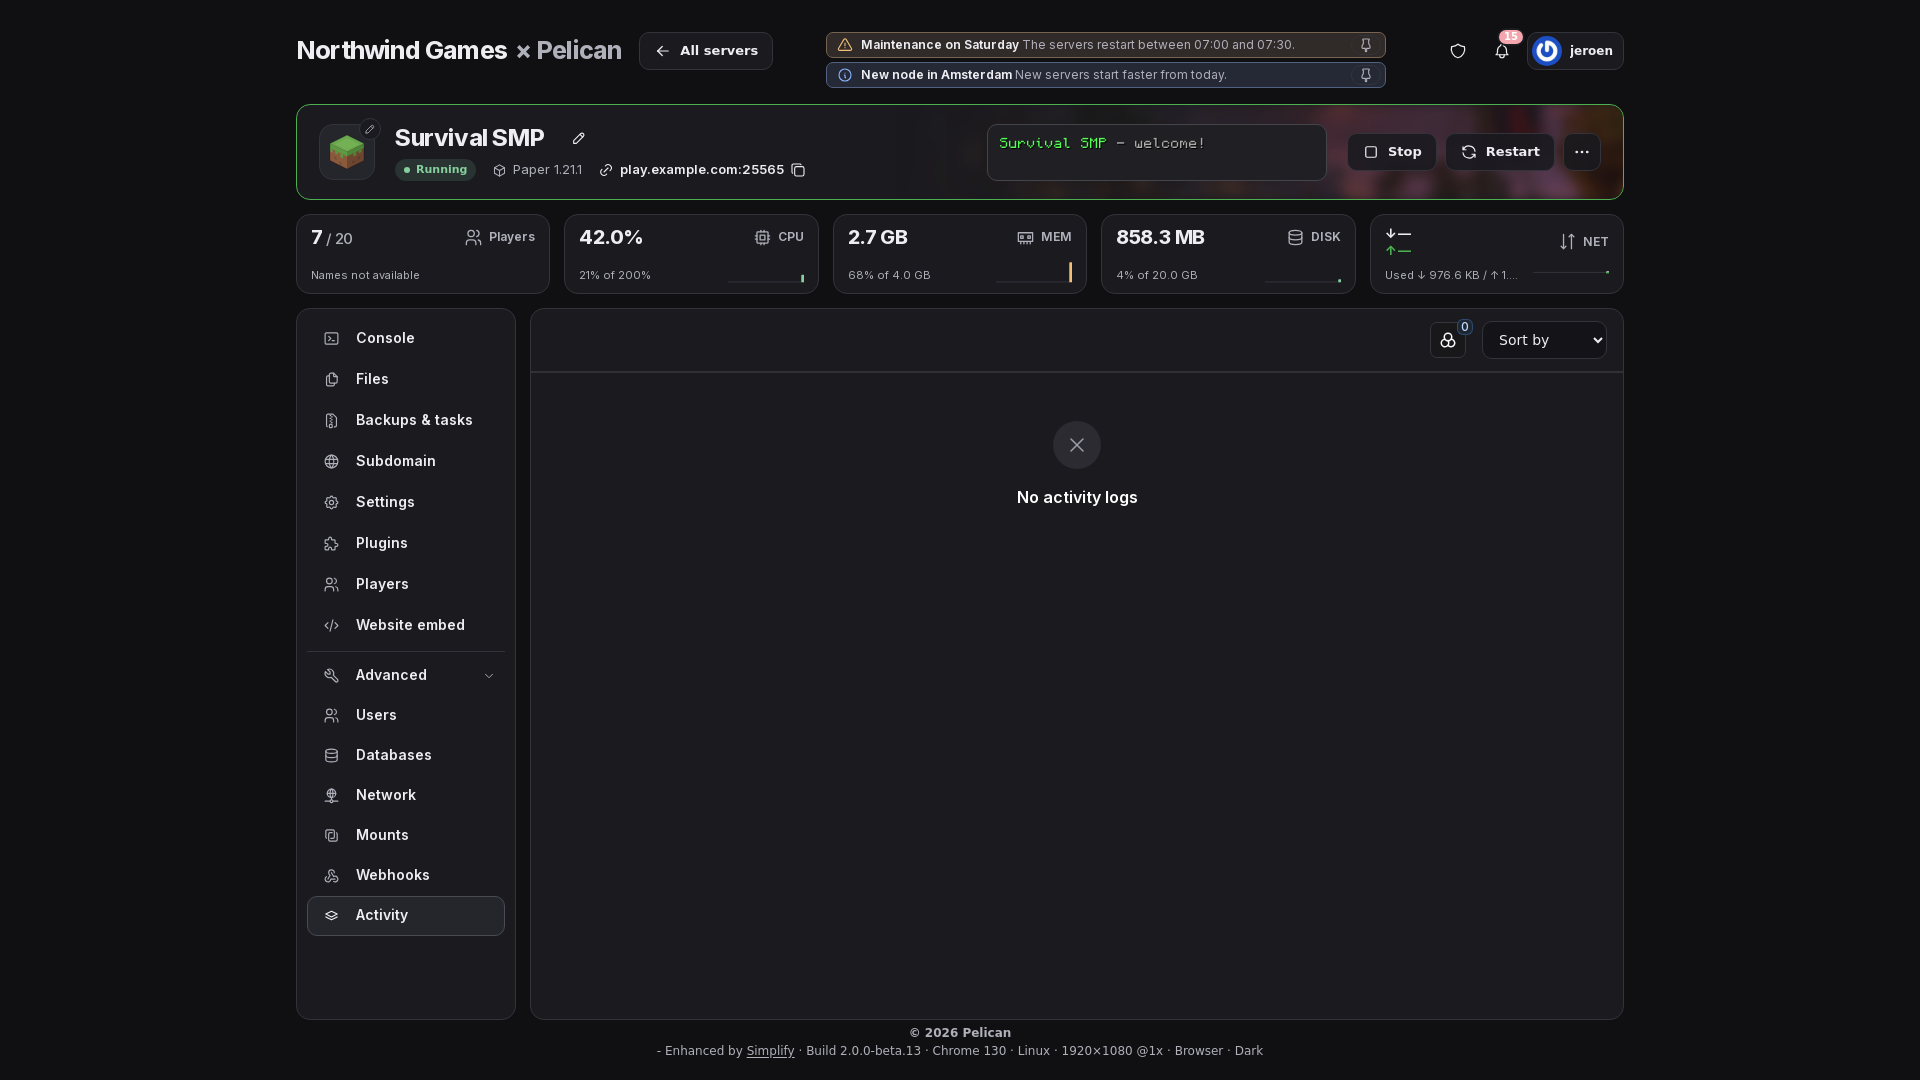 Northwind Games × Pelican
All servers
Maintenance on Saturday The servers restart between 07:00 and 07:30.
New node in Amsterdam New servers start faster from today.
15
jeroen
Survival SMP
Running
Paper 1.21.1
play.example.com:25565
Survival SMP – welcome!
Stop
Restart
7 / 20
Players
Names not available
42.0%
CPU
21% of 200%
2.7 GB
MEM
68% of 4.0 GB
858.3 MB
DISK
4% of 20.0 GB
↓—
↑—
NET
Used ↓ 976.6 KB / ↑ 1....
Console
Files
Backups & tasks
Subdomain
Settings
Plugins
Players
Website embed
Advanced
Users
Databases
Network
Mounts
Webhooks
Activity
0
Sort by
No activity logs
© 2026 Pelican
- Enhanced by Simplify · Build 2.0.0-beta.13 · Chrome 130 · Linux · 1920×1080 @1x · Browser · Dark